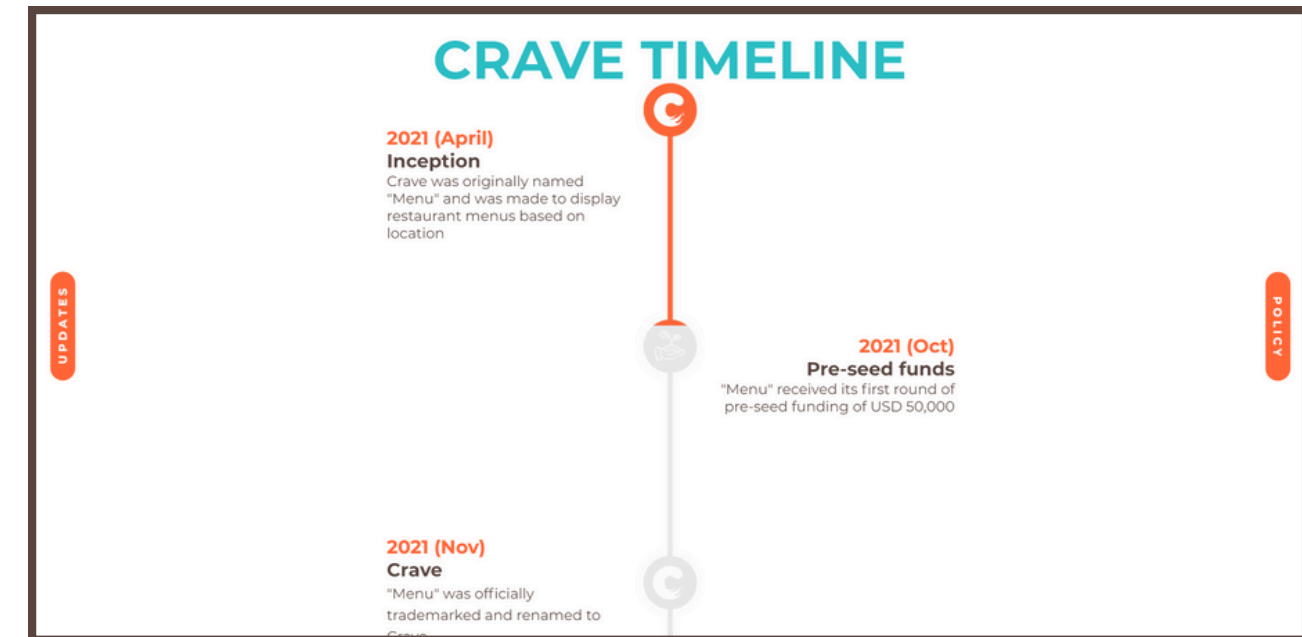 CRAVE TIMELINE
2021 (April)
Inception
Crave was originally named
"Menu" and was made to display
restaurant menus based on
location
UPDATES
POLICY
2021 (Oct)
Pre-seed funds
"Menu" received its first round of
pre-seed funding of USD 50,000
2021 (Nov)
Crave
"Menu" was officially
trademarked and renamed to
Crave